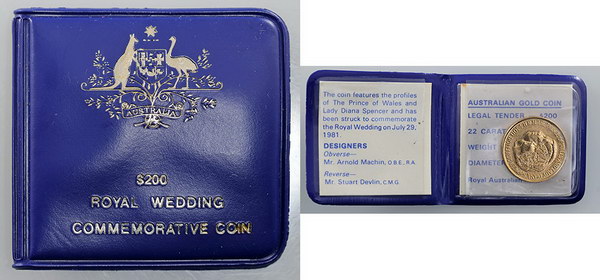 AUSTRALIA
$200
ROYAL WEDDING
COMMEMORATIVE COIN
The coin features the profiles
of The Prince of Wales and
Lady Diana Spencer and has
been struck to commemorate
the Royal Wedding on July 29,
1981.
DESIGNERS
Obverse—
Mr. Arnold Machin, O.B.E., R.A.
Reverse—
Mr. Stuart Devlin, C.M.G.
AUSTRALIAN GOLD COIN
LEGAL TENDER $200
22 CARAT
WEIGHT
DIAMETER
Royal Australian